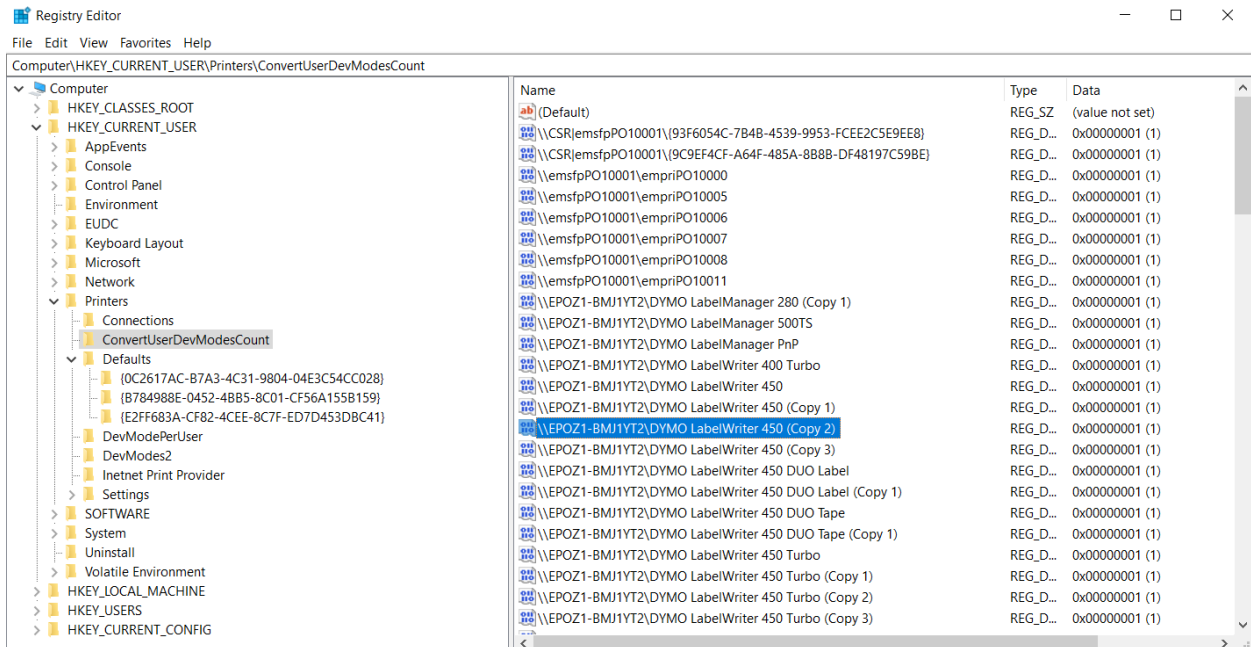 Registry Editor
File Edit View Favorites Help
Computer\HKEY_CURRENT_USER\Printers\ConvertUserDevModesCount
Computer
HKEY_CLASSES_ROOT
HKEY_CURRENT_USER
AppEvents
Console
Control Panel
Environment
EUDC
Keyboard Layout
Microsoft
Network
Printers
Connections
ConvertUserDevModesCount
Defaults
{0C2617AC-B7A3-4C31-9804-04E3C54CC028}
{B784988E-0452-4BB5-8C01-CF56A155B159}
{E2FF683A-CF82-4CEE-8C7F-ED7D453DBC41}
DevModePerUser
DevModes2
Inetnet Print Provider
Settings
SOFTWARE
System
Uninstall
Volatile Environment
HKEY_LOCAL_MACHINE
HKEY_USERS
HKEY_CURRENT_CONFIG
Name Type Data
(Default) REG_SZ (value not set)
\\CSR|emsfpPO10001\{93F6054C-7B4B-4539-9953-FCEE2C5E9EE8} REG_D... 0x00000001 (1)
\\CSR|emsfpPO10001\{9C9EF4CF-A64F-485A-8B8B-DF48197C59BE} REG_D... 0x00000001 (1)
\\emsfpPO10001\empriPO10000 REG_D... 0x00000001 (1)
\\emsfpPO10001\empriPO10005 REG_D... 0x00000001 (1)
\\emsfpPO10001\empriPO10006 REG_D... 0x00000001 (1)
\\emsfpPO10001\empriPO10007 REG_D... 0x00000001 (1)
\\emsfpPO10001\empriPO10008 REG_D... 0x00000001 (1)
\\emsfpPO10001\empriPO10011 REG_D... 0x00000001 (1)
\\EPOZ1-BMJ1YT2\DYMO LabelManager 280 (Copy 1) REG_D... 0x00000001 (1)
\\EPOZ1-BMJ1YT2\DYMO LabelManager 500TS REG_D... 0x00000001 (1)
\\EPOZ1-BMJ1YT2\DYMO LabelManager PnP REG_D... 0x00000001 (1)
\\EPOZ1-BMJ1YT2\DYMO LabelWriter 400 Turbo REG_D... 0x00000001 (1)
\\EPOZ1-BMJ1YT2\DYMO LabelWriter 450 REG_D... 0x00000001 (1)
\\EPOZ1-BMJ1YT2\DYMO LabelWriter 450 (Copy 1) REG_D... 0x00000001 (1)
\\EPOZ1-BMJ1YT2\DYMO LabelWriter 450 (Copy 2) REG_D... 0x00000001 (1)
\\EPOZ1-BMJ1YT2\DYMO LabelWriter 450 (Copy 3) REG_D... 0x00000001 (1)
\\EPOZ1-BMJ1YT2\DYMO LabelWriter 450 DUO Label REG_D... 0x00000001 (1)
\\EPOZ1-BMJ1YT2\DYMO LabelWriter 450 DUO Label (Copy 1) REG_D... 0x00000001 (1)
\\EPOZ1-BMJ1YT2\DYMO LabelWriter 450 DUO Tape REG_D... 0x00000001 (1)
\\EPOZ1-BMJ1YT2\DYMO LabelWriter 450 DUO Tape (Copy 1) REG_D... 0x00000001 (1)
\\EPOZ1-BMJ1YT2\DYMO LabelWriter 450 Turbo REG_D... 0x00000001 (1)
\\EPOZ1-BMJ1YT2\DYMO LabelWriter 450 Turbo (Copy 1) REG_D... 0x00000001 (1)
\\EPOZ1-BMJ1YT2\DYMO LabelWriter 450 Turbo (Copy 2) REG_D... 0x00000001 (1)
\\EPOZ1-BMJ1YT2\DYMO LabelWriter 450 Turbo (Copy 3) REG_D... 0x00000001 (1)